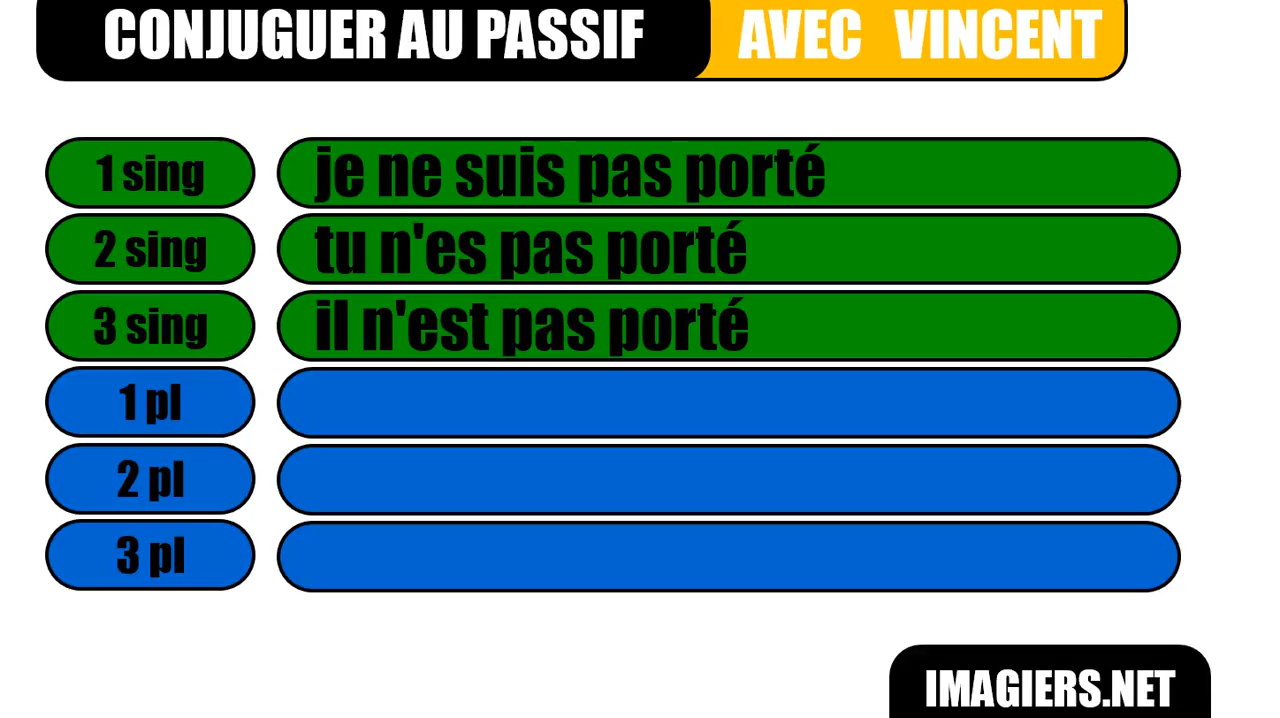 CONJUGUER AU PASSIF AVEC VINCENT
1 sing je ne suis pas porté
2 sing tu n'es pas porté
3 sing il n'est pas porté
1 pl
2 pl
3 pl
IMAGIERS.NET